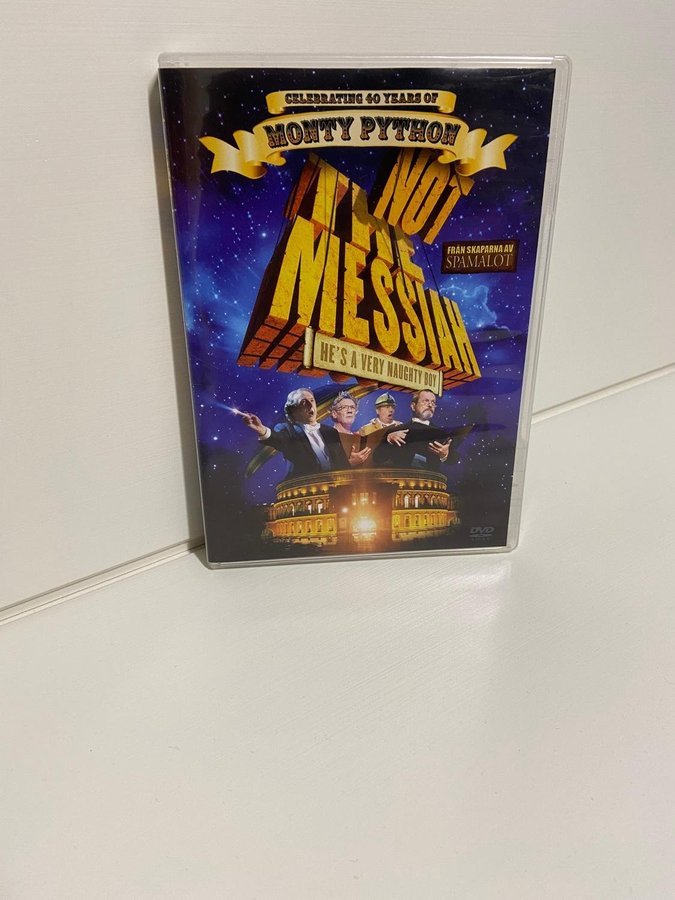 CELEBRATING 40 YEARS OF
MONTY PYTHON
NOT
THE
MESSIAH
FRÅN SKAPARNA AV
SPAMALOT
HE'S A VERY NAUGHTY BOY
DVD